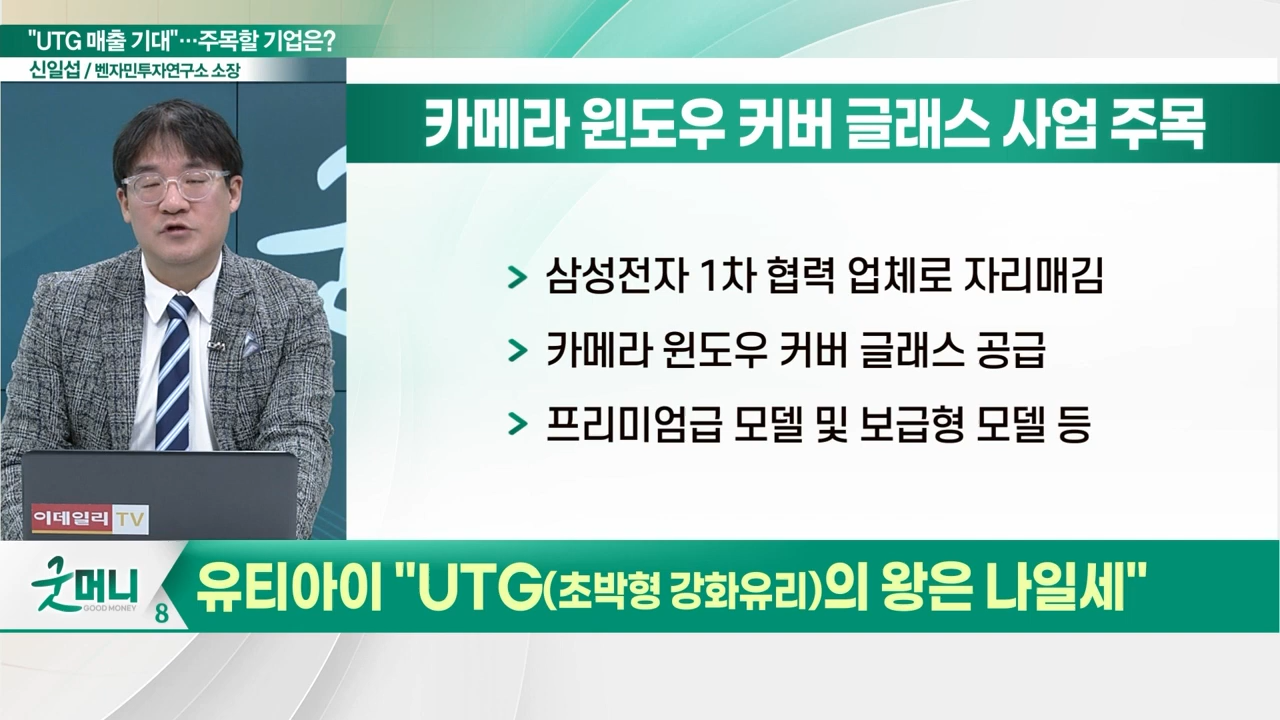 "UTG 매출 기대"…주목할 기업은?
신일섭 / 벤자민투자연구소 소장
카메라 윈도우 커버 글래스 사업 주목
> 삼성전자 1차 협력 업체로 자리매김
> 카메라 윈도우 커버 글래스 공급
> 프리미엄급 모델 및 보급형 모델 등
이데일리 TV
굿머니
GOOD MONEY
8
유티아이 "UTG(초박형 강화유리)의 왕은 나일세"